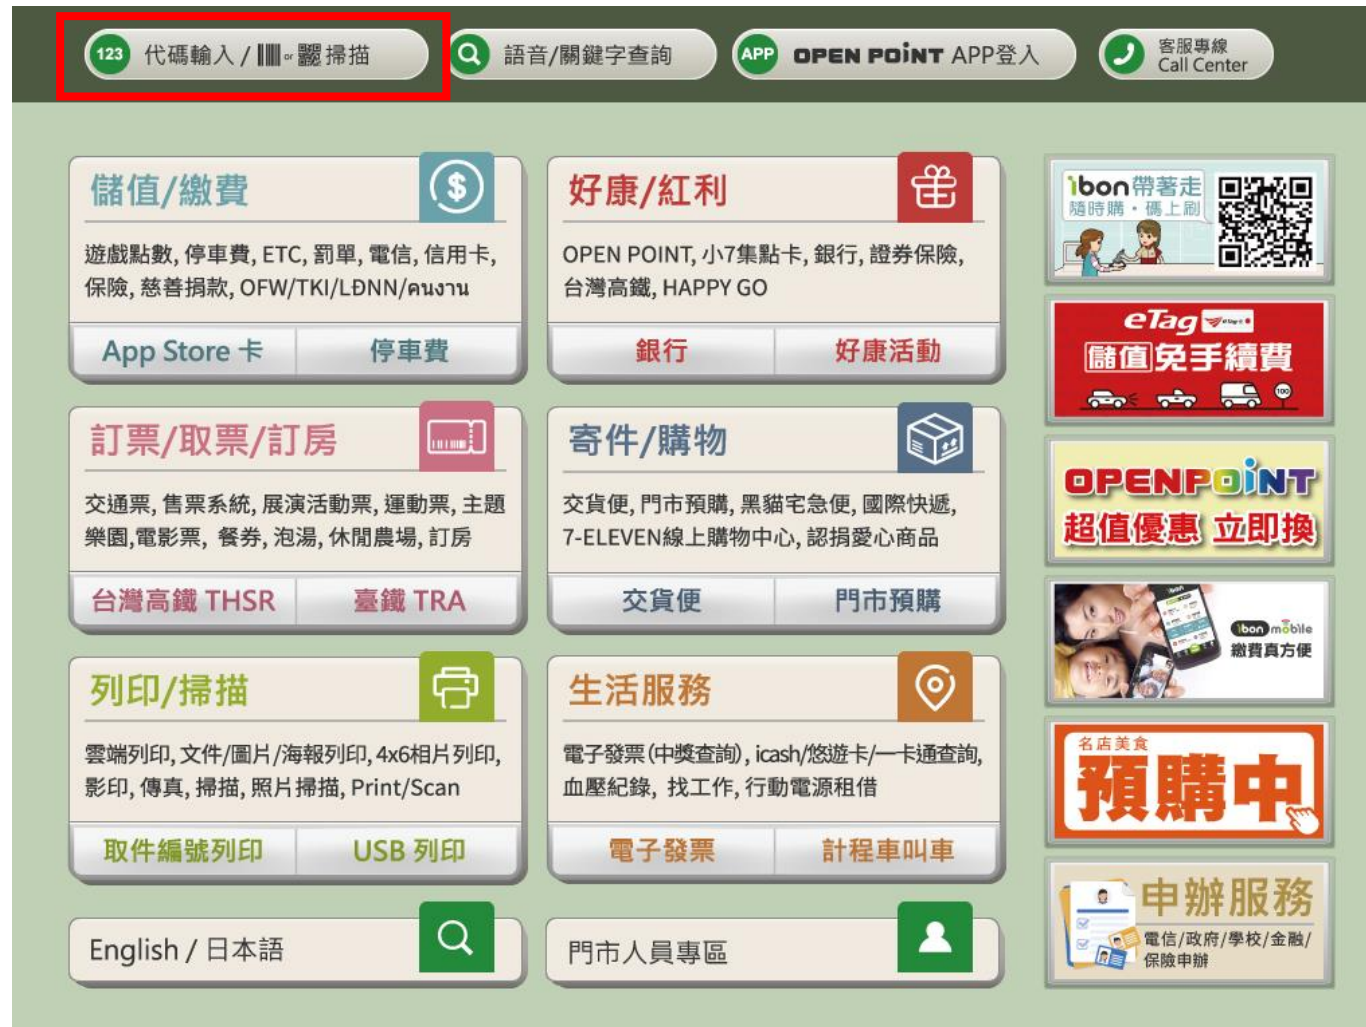 123 代碼輸入 / or 掃描
語音/關鍵字查詢
APP OPEN POiNT APP登入
客服專線
Call Center
儲值/繳費
遊戲點數, 停車費, ETC, 罰單, 電信, 信用卡,
保險, 慈善捐款, OFW/TKI/LĐNN/คนงาน
App Store 卡
停車費
好康/紅利
OPEN POINT, 小7集點卡, 銀行, 證券保險,
台灣高鐵, HAPPY GO
銀行
好康活動
訂票/取票/訂房
交通票, 售票系統, 展演活動票, 運動票, 主題
樂園,電影票, 餐券, 泡湯, 休閒農場, 訂房
台灣高鐵 THSR
臺鐵 TRA
寄件/購物
交貨便, 門市預購, 黑貓宅急便, 國際快遞,
7-ELEVEN線上購物中心, 認捐愛心商品
交貨便
門市預購
列印/掃描
雲端列印, 文件/圖片/海報列印, 4x6相片列印,
影印, 傳真, 掃描, 照片掃描, Print/Scan
取件編號列印
USB 列印
生活服務
電子發票(中獎查詢), icash/悠遊卡/一卡通查詢,
血壓紀錄, 找工作, 行動電源租借
電子發票
計程車叫車
English / 日本語
門市人員專區
ibon帶著走
隨時購・碼上刷
eTag
儲值免手續費
100
OPENPOiNT
超值優惠 立即換
ibon mobile
繳費真方便
名店美食
預購中
申辦服務
電信/政府/學校/金融/
保險申辦